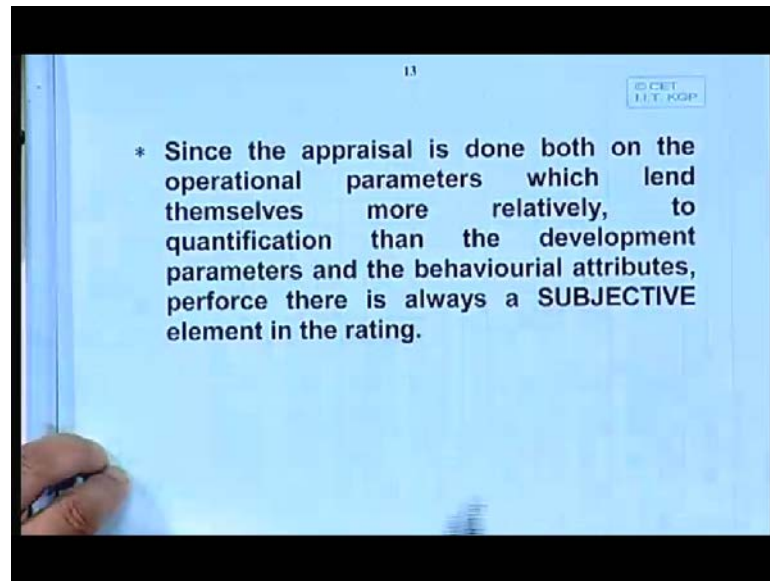 13
© CET
I.I.T. KGP
* Since the appraisal is done both on the
operational parameters which lend
themselves more relatively, to
quantification than the development
parameters and the behaviourial attributes,
perforce there is always a SUBJECTIVE
element in the rating.